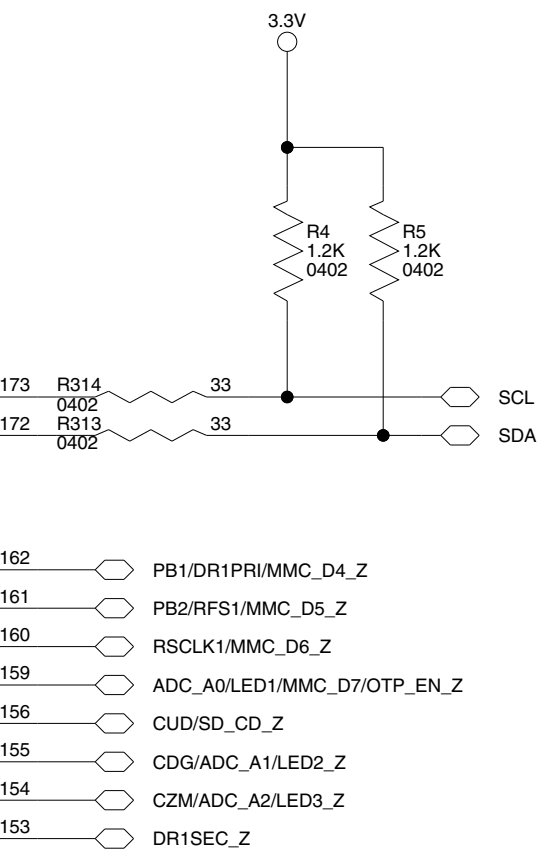 3.3V
R4
1.2K
0402
R5
1.2K
0402
173 R314 33 SCL
0402
172 R313 33 SDA
0402
162 PB1/DR1PRI/MMC_D4_Z
161 PB2/RFS1/MMC_D5_Z
160 RSCLK1/MMC_D6_Z
159 ADC_A0/LED1/MMC_D7/OTP_EN_Z
156 CUD/SD_CD_Z
155 CDG/ADC_A1/LED2_Z
154 CZM/ADC_A2/LED3_Z
153 DR1SEC_Z